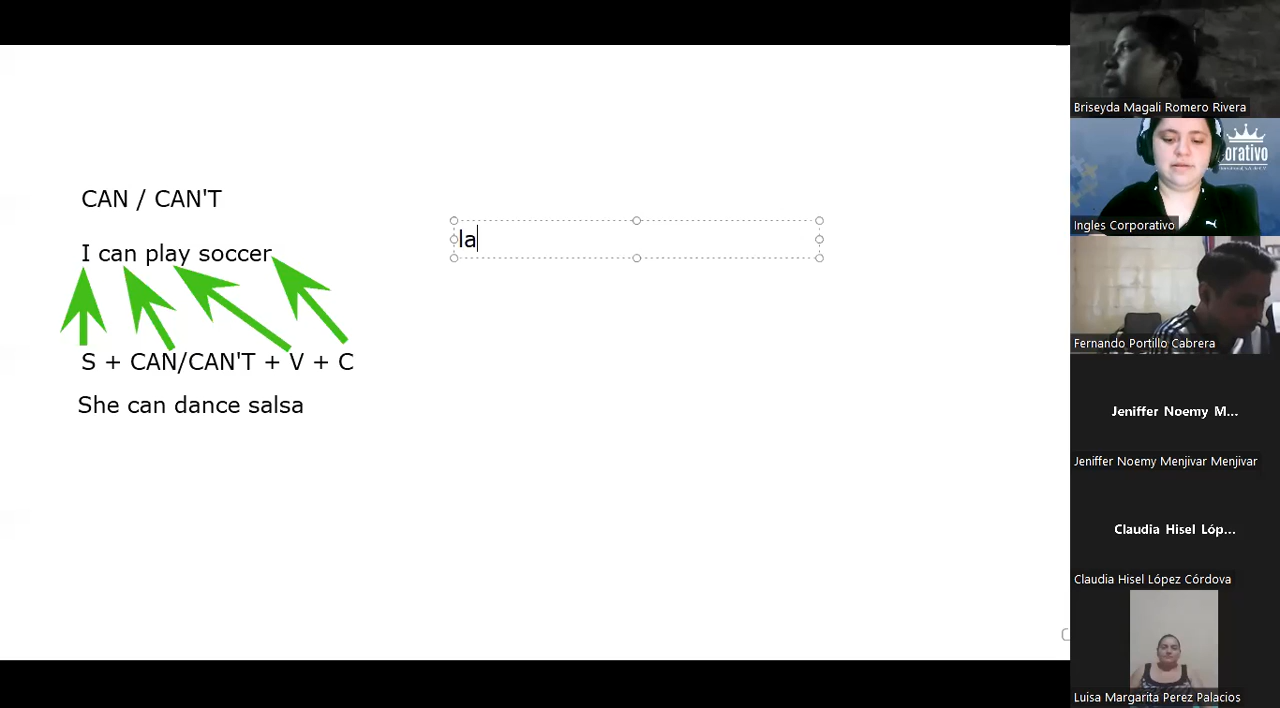 CAN / CAN'T
I can play soccer
S + CAN/CAN'T + V + C
She can dance salsa
la
Briseyda Magali Romero Rivera
orativo
Ingles Corporativo
Fernando Portillo Cabrera
Jeniffer Noemy M...
Jeniffer Noemy Menjivar Menjivar
Claudia Hisel Lóp...
Claudia Hisel López Córdova
Luisa Margarita Perez Palacios